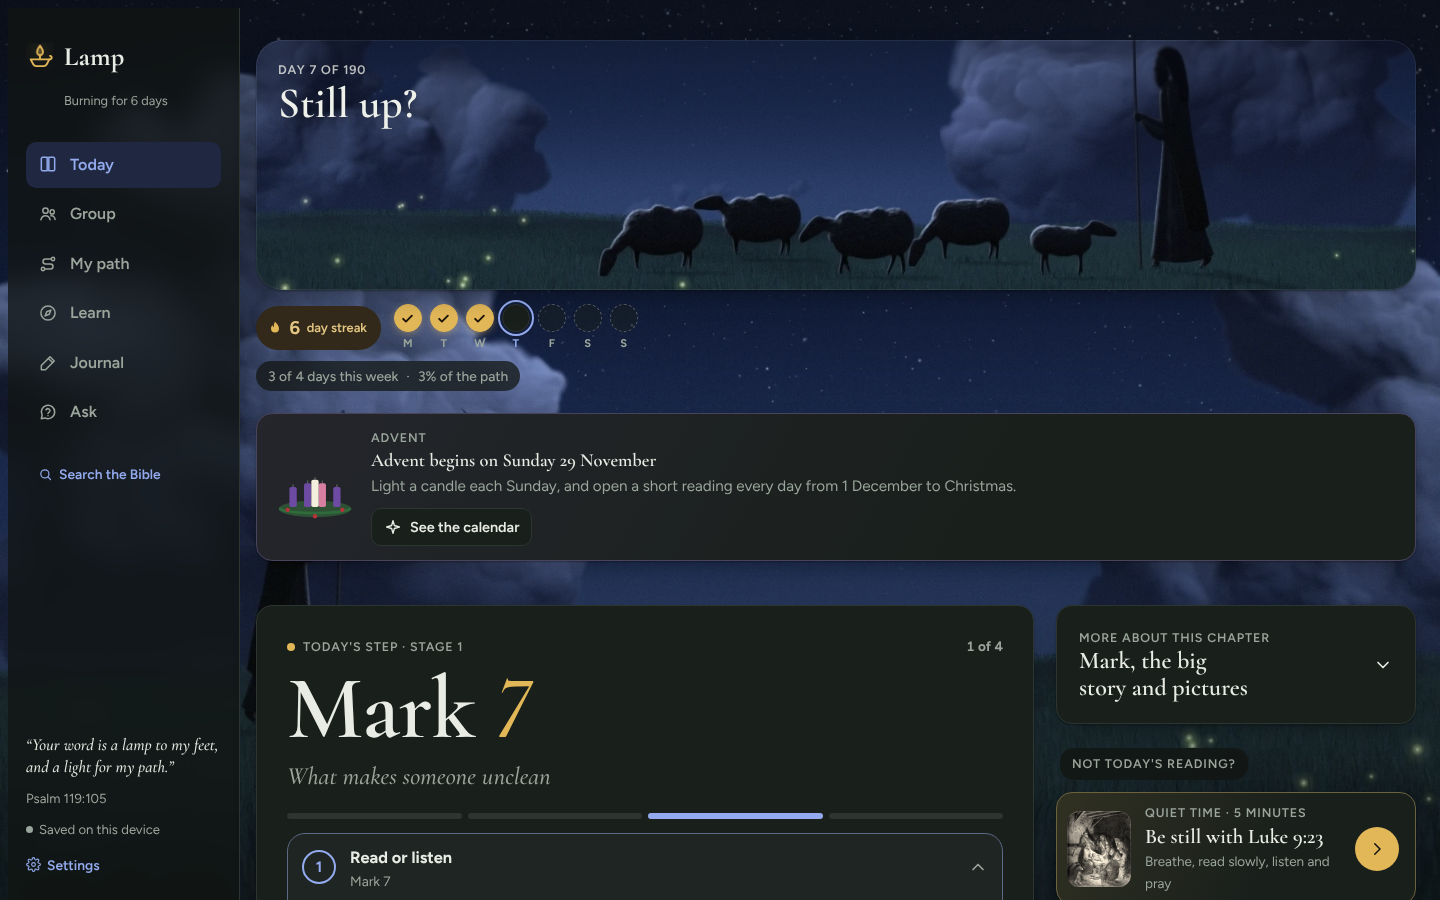 Lamp
Burning for 6 days
Today
Group
My path
Learn
Journal
Ask
Search the Bible
“Your word is a lamp to my feet,
and a light for my path.”
Psalm 119:105
Saved on this device
Settings
DAY 7 OF 190
Still up?
6 day streak
M T W T F S S
3 of 4 days this week · 3% of the path
ADVENT
Advent begins on Sunday 29 November
Light a candle each Sunday, and open a short reading every day from 1 December to Christmas.
See the calendar
TODAY'S STEP · STAGE 1
1 of 4
Mark 7
What makes someone unclean
1
Read or listen
Mark 7
MORE ABOUT THIS CHAPTER
Mark, the big
story and pictures
NOT TODAY'S READING?
QUIET TIME · 5 MINUTES
Be still with Luke 9:23
Breathe, read slowly, listen and
pray